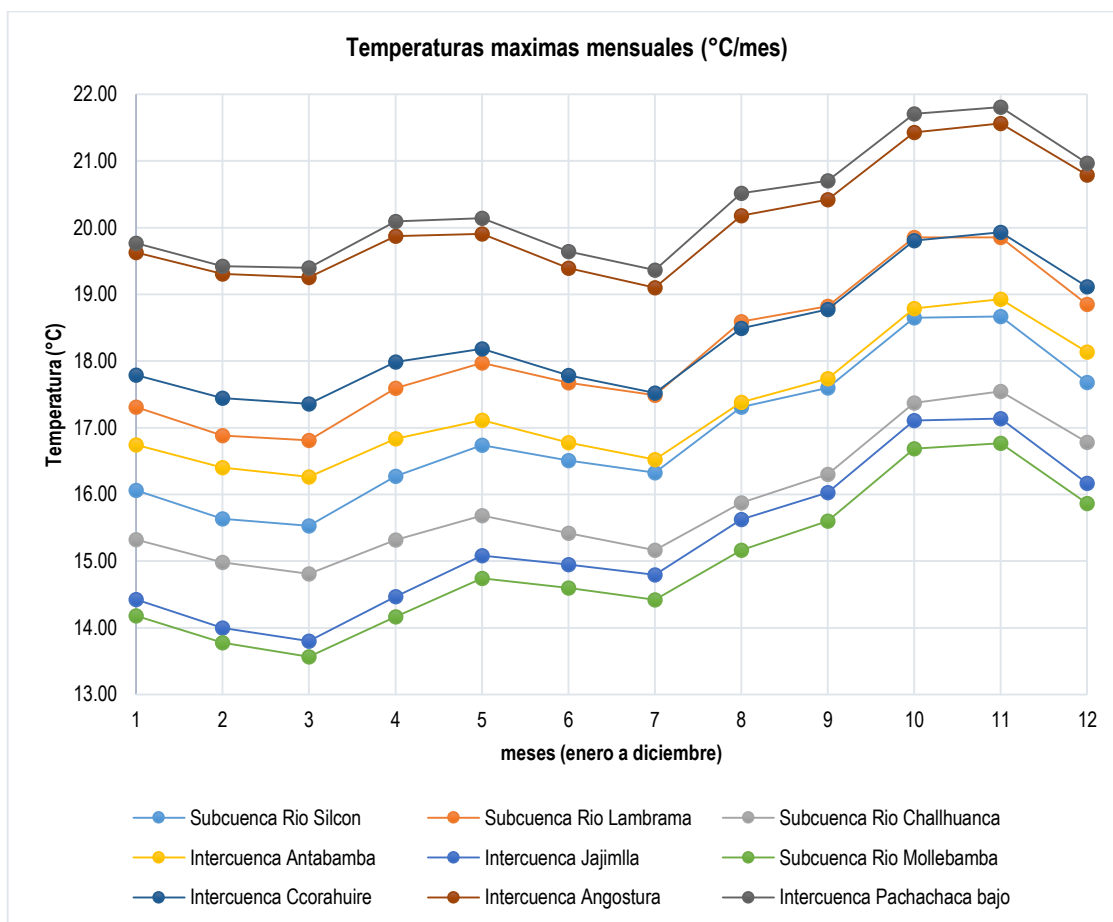 Temperaturas maximas mensuales (°C/mes)
Temperatura (°C)
22.00
21.00
20.00
19.00
18.00
17.00
16.00
15.00
14.00
13.00
1 2 3 4 5 6 7 8 9 10 11 12
meses (enero a diciembre)
Subcuenca Rio Silcon Subcuenca Rio Lambrama Subcuenca Rio Challhuanca
Intercuenca Antabamba Intercuenca Jajimlla Subcuenca Rio Mollebamba
Intercuenca Ccorahuire Intercuenca Angostura Intercuenca Pachachaca bajo